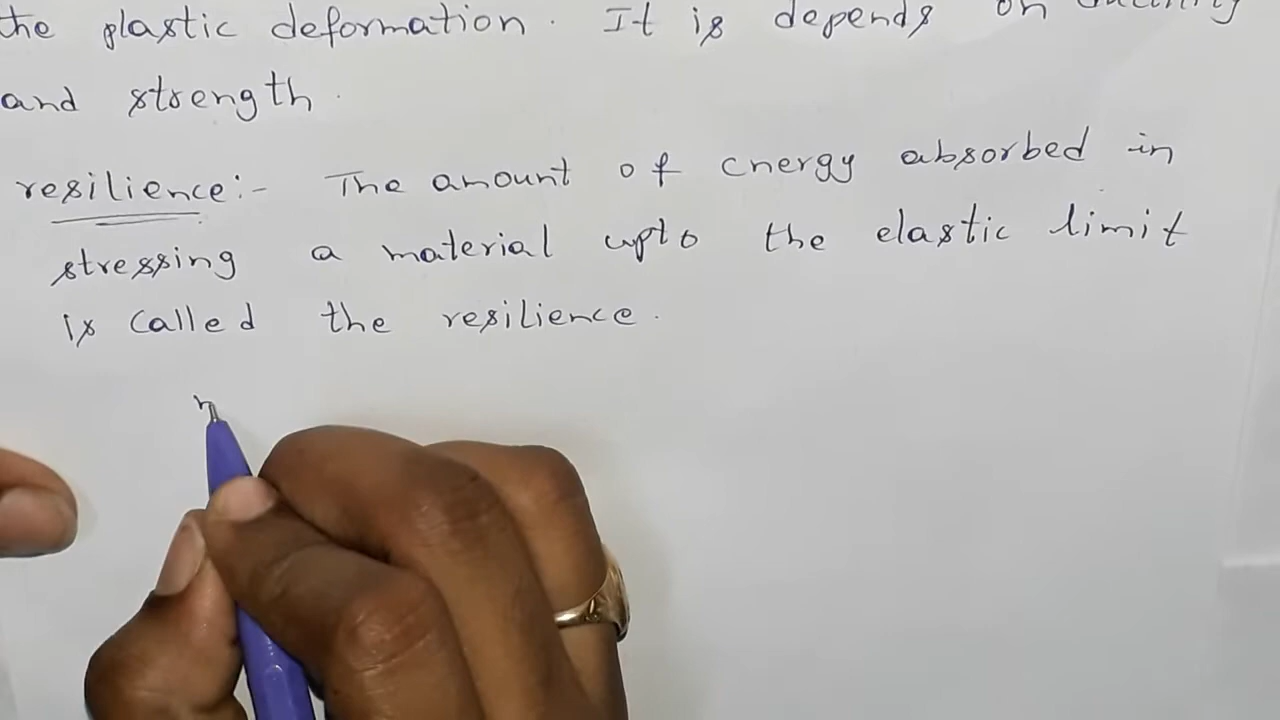 the plastic deformation. It is depends on
and strength.
resilience:- The amount of energy absorbed in
stressing a material upto the elastic limit
is called the resilience.